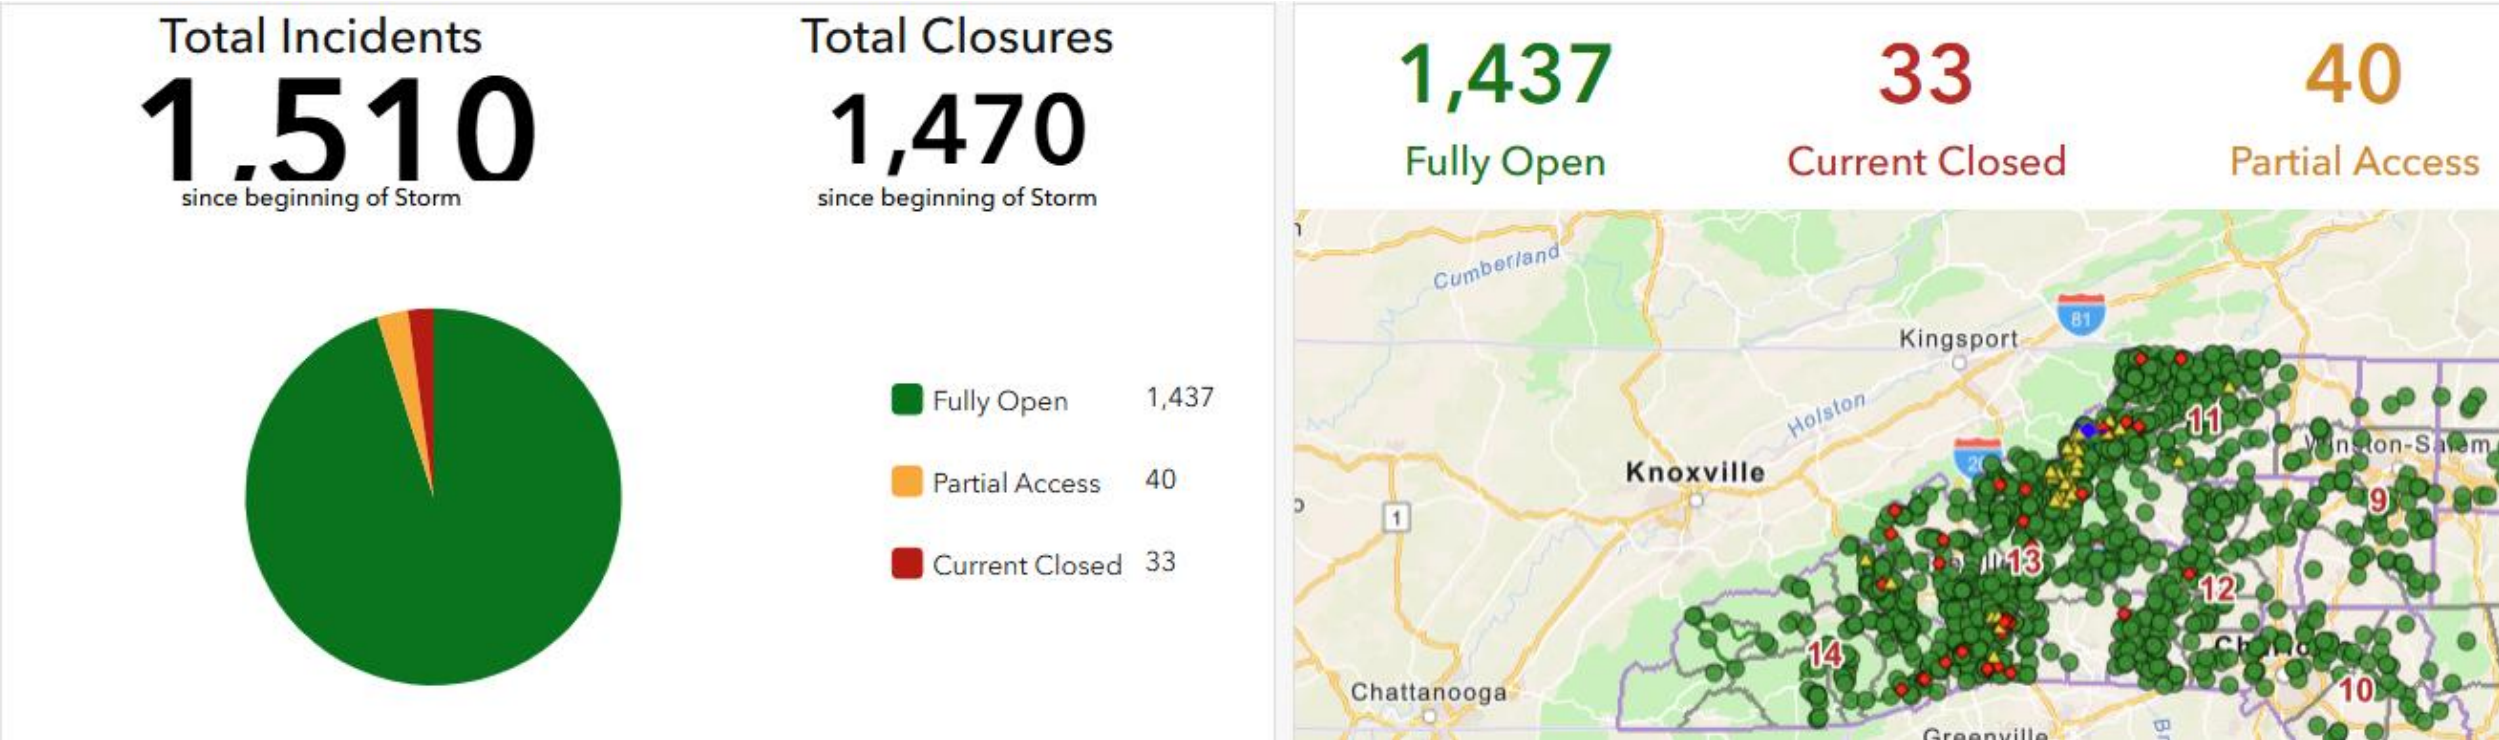 Total Incidents
1,510
since beginning of Storm
Total Closures
1,470
since beginning of Storm
Fully Open 1,437
Partial Access 40
Current Closed 33
1,437
Fully Open
33
Current Closed
40
Partial Access
Cumberland
81
Kingsport
Holston
11
Winston-Salem
Knoxville
9
1
13
12
14
Chattanooga
10
Greenville